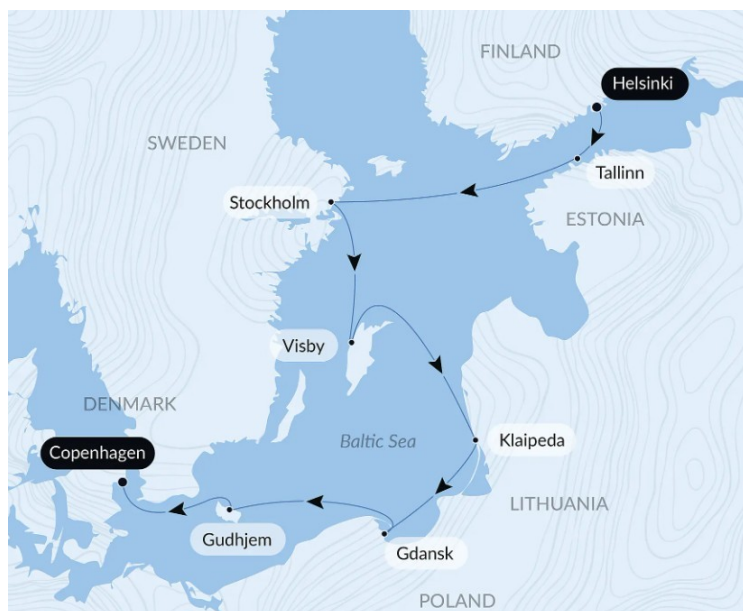 FINLAND
Helsinki
SWEDEN
Tallinn
Stockholm
ESTONIA
Visby
DENMARK
Baltic Sea
Klaipeda
Copenhagen
LITHUANIA
Gudhjem
Gdansk
POLAND